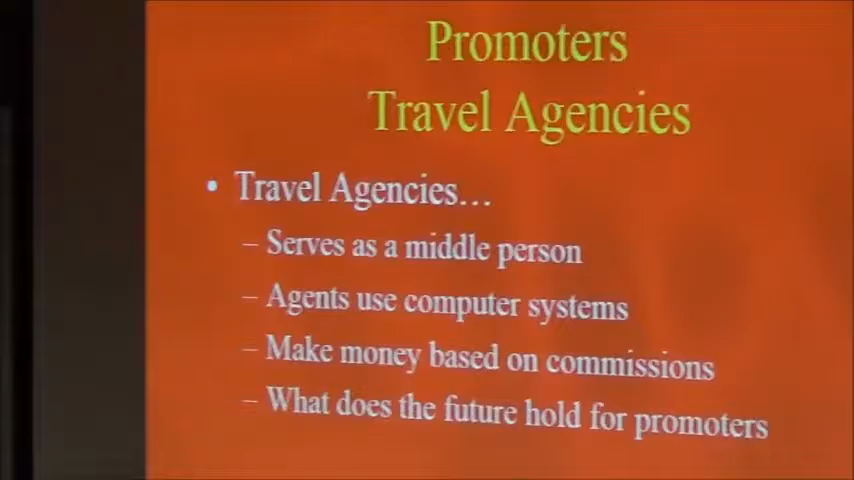 Promoters
Travel Agencies
• Travel Agencies…
– Serves as a middle person
– Agents use computer systems
– Make money based on commissions
– What does the future hold for promoters